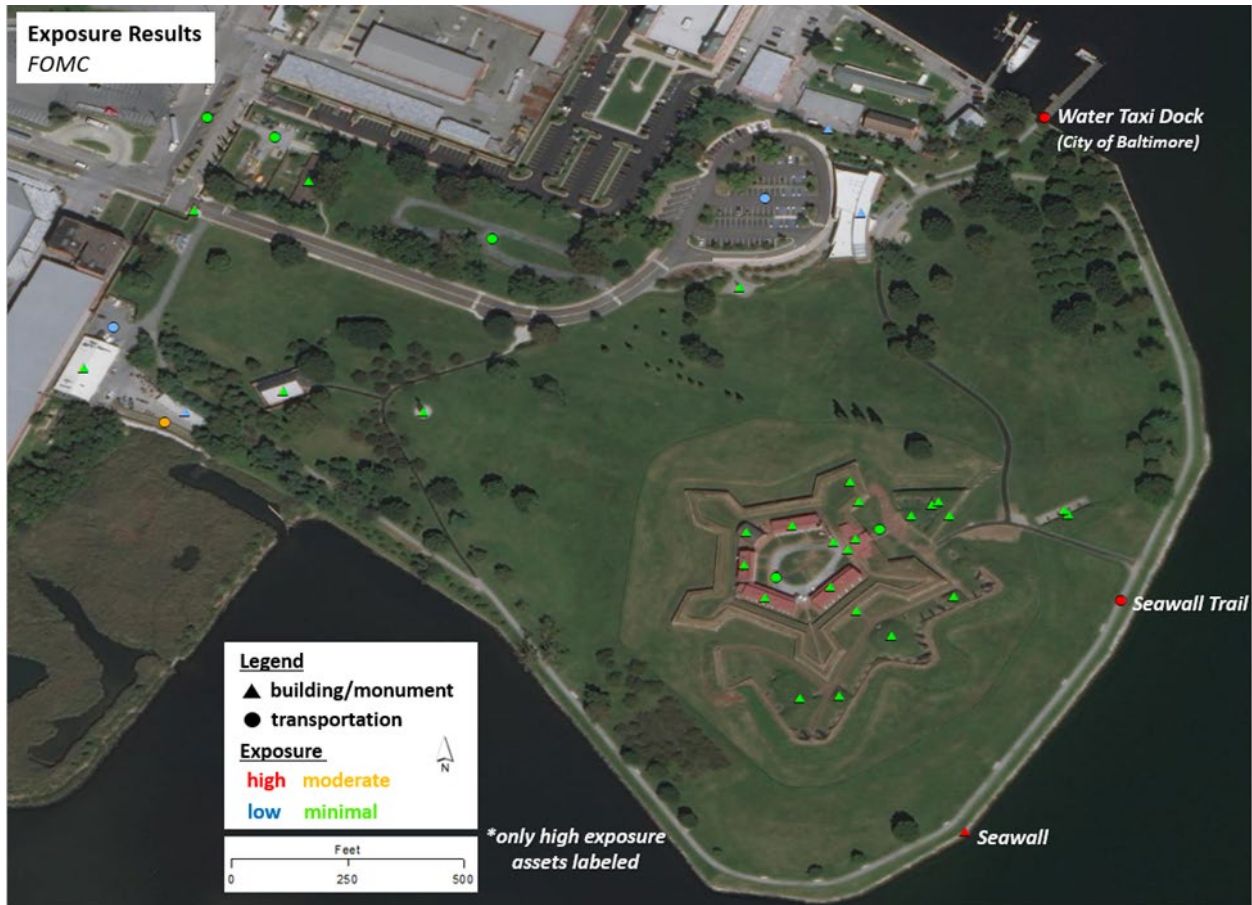 Exposure Results
FOMC
Water Taxi Dock
(City of Baltimore)
Seawall Trail
Legend
building/monument
transportation
Exposure
N
high moderate
low minimal
*only high exposure
assets labeled
Seawall
Feet
0 250 500